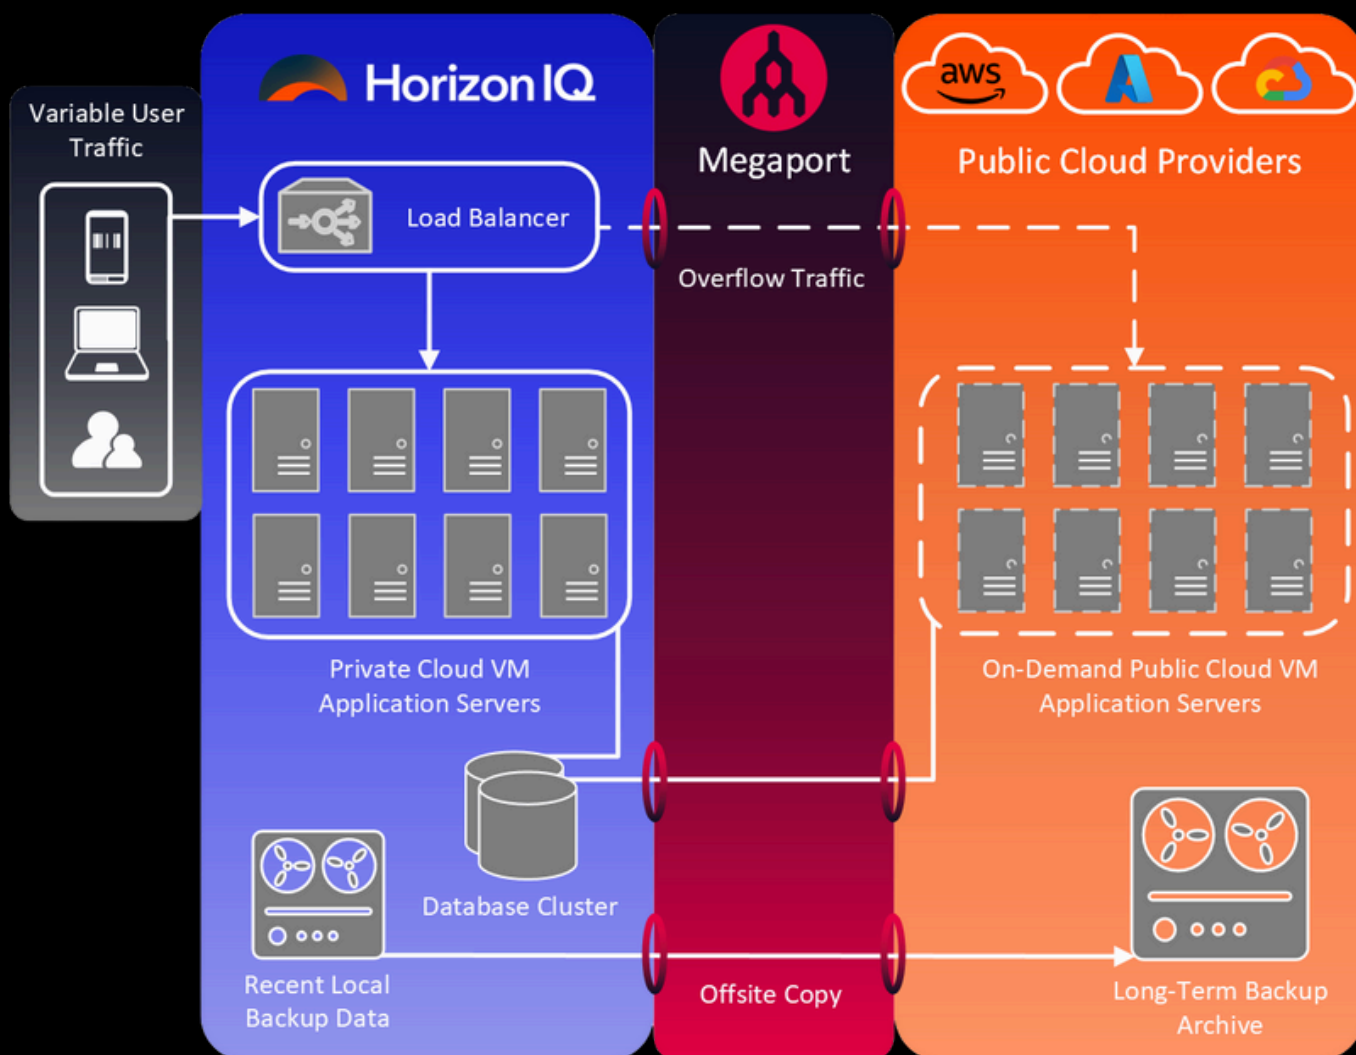 Variable User
Traffic
Horizon IQ
Load Balancer
Private Cloud VM
Application Servers
Database Cluster
Recent Local
Backup Data
Megaport
Overflow Traffic
Offsite Copy
aws
Public Cloud Providers
On-Demand Public Cloud VM
Application Servers
Long-Term Backup
Archive